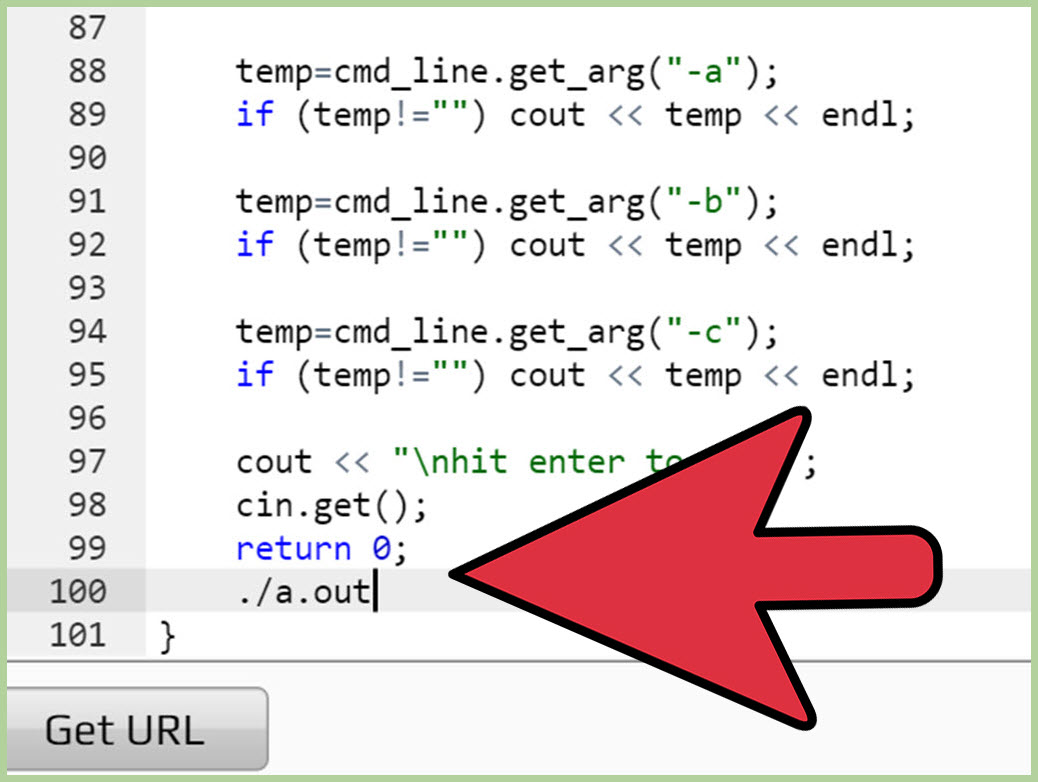 87
88 temp=cmd_line.get_arg("-a");
89 if (temp!="") cout << temp << endl;
90
91 temp=cmd_line.get_arg("-b");
92 if (temp!="") cout << temp << endl;
93
94 temp=cmd_line.get_arg("-c");
95 if (temp!="") cout << temp << endl;
96
97 cout << "\nhit enter to ;
98 cin.get();
99 return 0;
100 ./a.out
101 }
Get URL